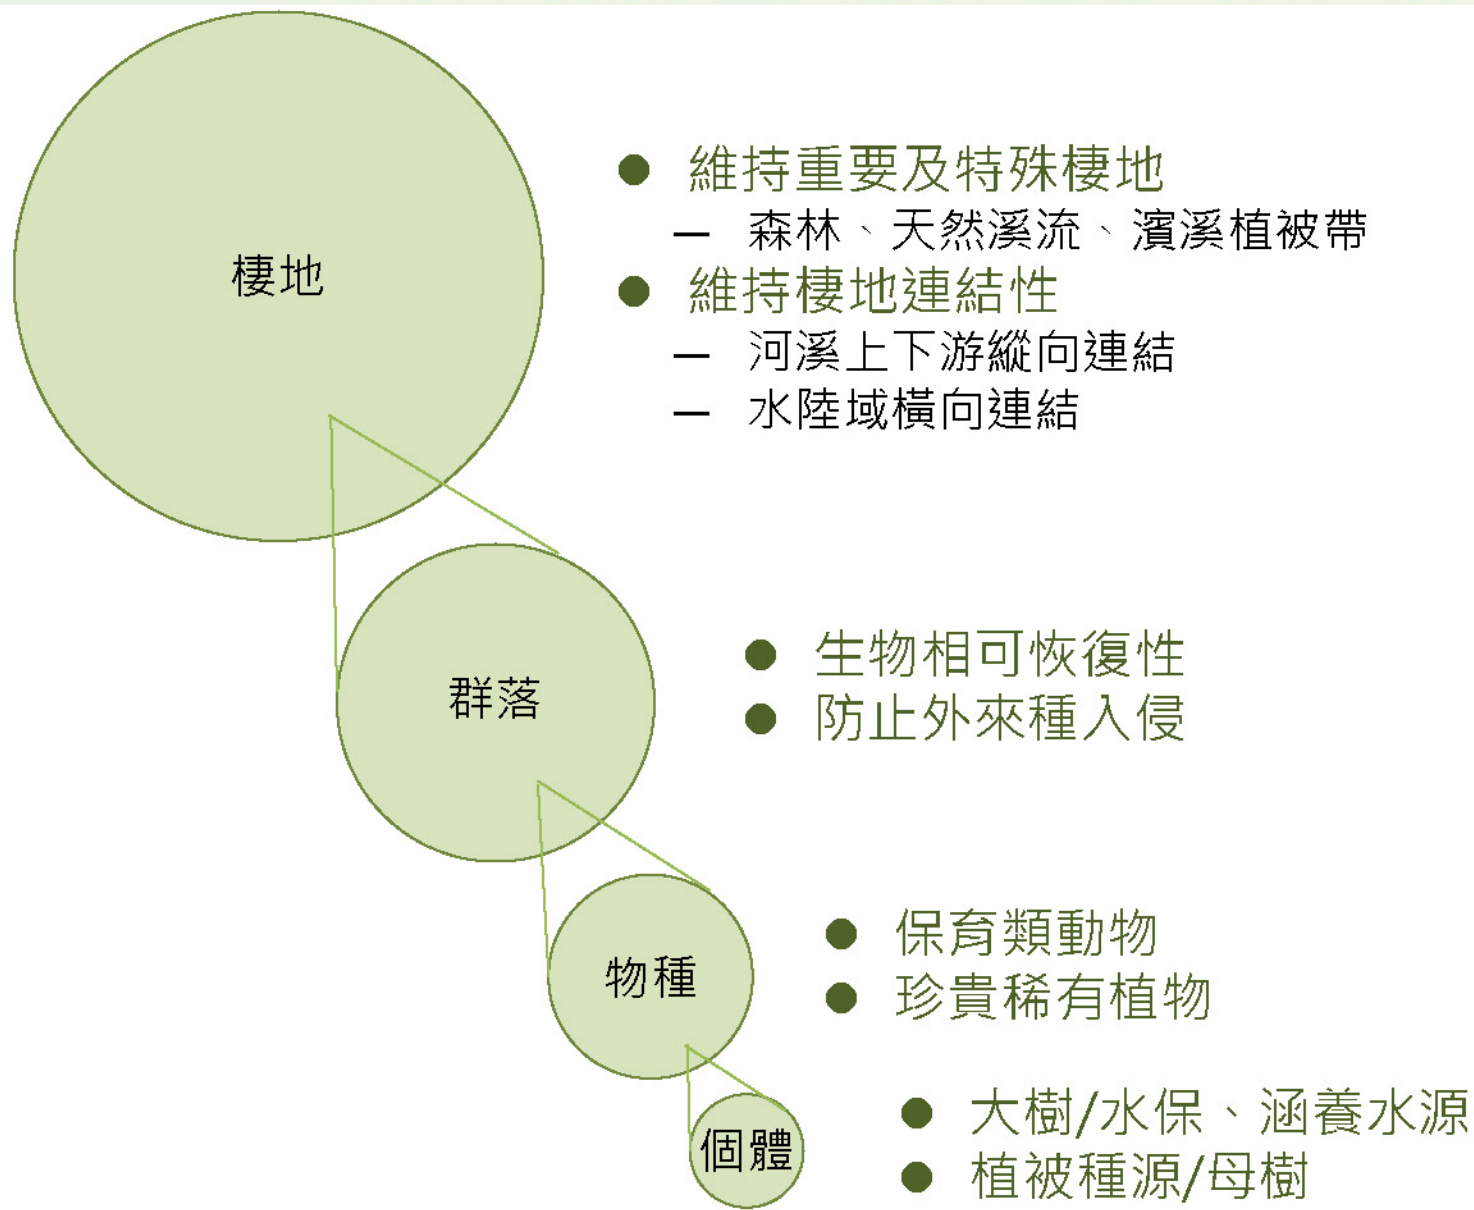 棲地
● 維持重要及特殊棲地
— 森林、天然溪流、濱溪植被帶
● 維持棲地連結性
— 河溪上下游縱向連結
— 水陸域橫向連結
群落
● 生物相可恢復性
● 防止外來種入侵
物種
● 保育類動物
● 珍貴稀有植物
個體
● 大樹/水保、涵養水源
● 植被種源/母樹